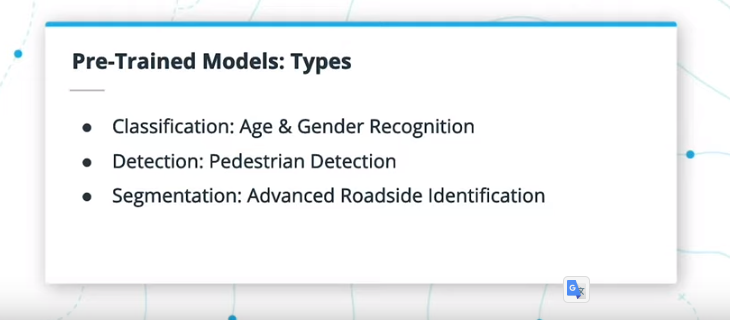 Pre-Trained Models: Types
● Classification: Age & Gender Recognition
● Detection: Pedestrian Detection
● Segmentation: Advanced Roadside Identification
G